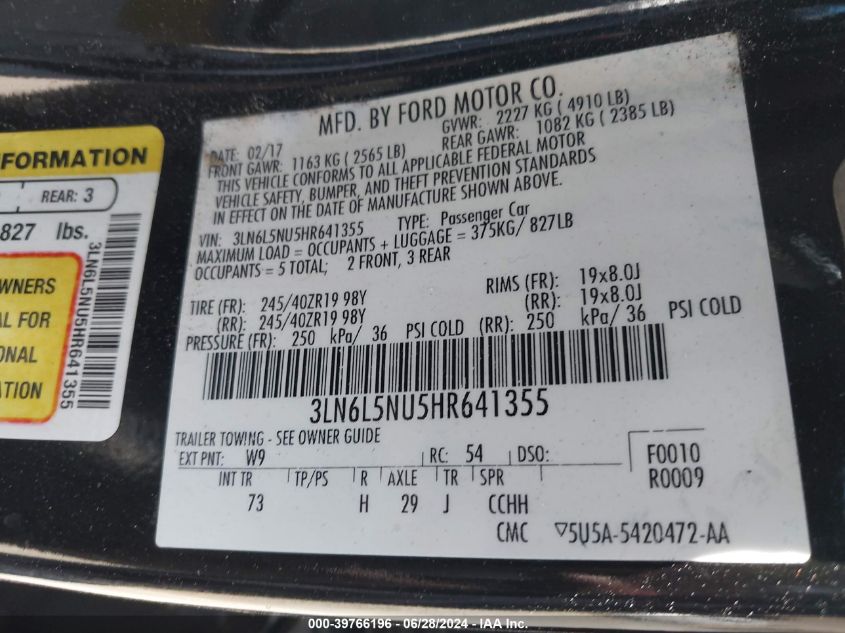 NFORMATION
REAR: 3
827 lbs.
WNERS
AL FOR
ONAL
ATION
3LN6L5NU5HR641355
MFD. BY FORD MOTOR CO.
DATE: 02/17 GVWR: 2227 KG ( 4910 LB)
FRONT GAWR: 1163 KG ( 2565 LB) REAR GAWR: 1082 KG ( 2385 LB)
THIS VEHICLE CONFORMS TO ALL APPLICABLE FEDERAL MOTOR
VEHICLE SAFETY, BUMPER, AND THEFT PREVENTION STANDARDS
IN EFFECT ON THE DATE OF MANUFACTURE SHOWN ABOVE.
VIN: 3LN6L5NU5HR641355 TYPE: Passenger Car
MAXIMUM LOAD = OCCUPANTS + LUGGAGE = 375KG/ 827LB
OCCUPANTS = 5 TOTAL; 2 FRONT, 3 REAR
TIRE (FR): 245/40ZR19 98Y RIMS (FR): 19x8.0J
(RR): 245/40ZR19 98Y (RR): 19x8.0J
PRESSURE (FR): 250 kPa/ 36 PSI COLD (RR): 250 kPa/ 36 PSI COLD
3LN6L5NU5HR641355
TRAILER TOWING - SEE OWNER GUIDE
EXT PNT: W9 RC: 54 DSO: F0010
R0009
INT TR TP/PS R AXLE TR SPR
73 H 29 J CCHH
CMC ▽5U5A-5420472-AA
000-39766196 - 06/28/2024 - IAA Inc.